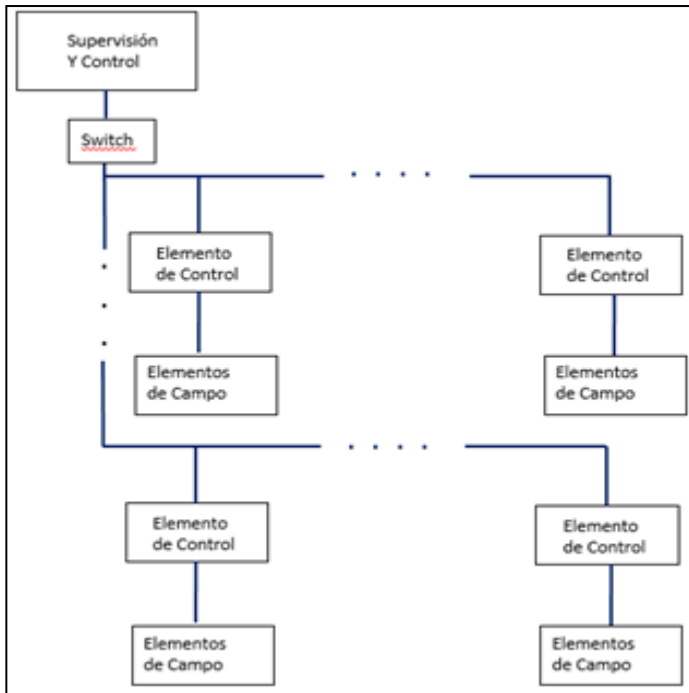 Supervisión
Y Control
Switch
Elemento
de Control
Elemento
de Control
Elementos
de Campo
Elementos
de Campo
Elemento
de Control
Elemento
de Control
Elementos
de Campo
Elementos
de Campo